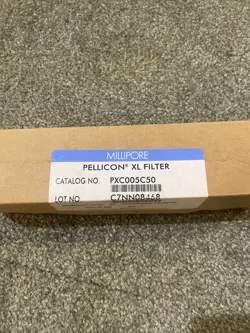 MILLIPORE
PELLICON® XL FILTER
CATALOG NO. PXC005C50
LOT NO. C7NN08468